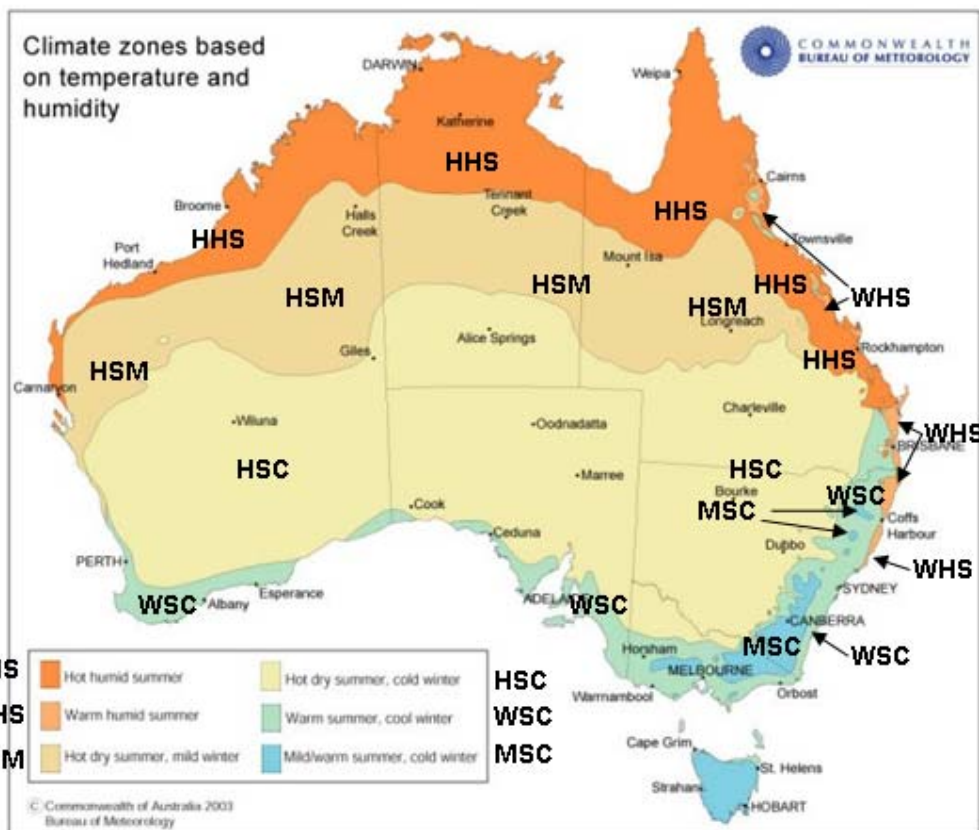 Climate zones based
on temperature and
humidity
COMMONWEALTH
BUREAU OF METEOROLOGY
DARWIN
Weipa
Katherine
HHS
Cairns
Broome
Halls
Creek
Tennant
Creek
HHS
HHS
Townsville
Port
Hedland
Mount Isa
HSM
HSM
HSM
HHS
WHS
Longreach
Alice Springs
Giles
HSM
HHS
Rockhampton
Carnarvon
Wiluna
Oodnadatta
Charleville
WHS
BRISBANE
HSC
Marree
HSC
Bourke
WSC
MSC
Cook
Ceduna
Coffs
Harbour
Dubbo
PERTH
WHS
Esperance
Albany
WSC
ADELAI
WSC
SYDNEY
CANBERRA
Horsham
MSC
WSC
MELBOURNE
Warrnambool
Orbost
HS
Hot humid summer
Hot dry summer, cold winter
HSC
HS
Warm humid summer
Warm summer, cool winter
WSC
M
Hot dry summer, mild winter
Mild/warm summer, cold winter
MSC
Cape Grim
St. Helens
Strahan
HOBART
© Commonwealth of Australia 2003
Bureau of Meteorology